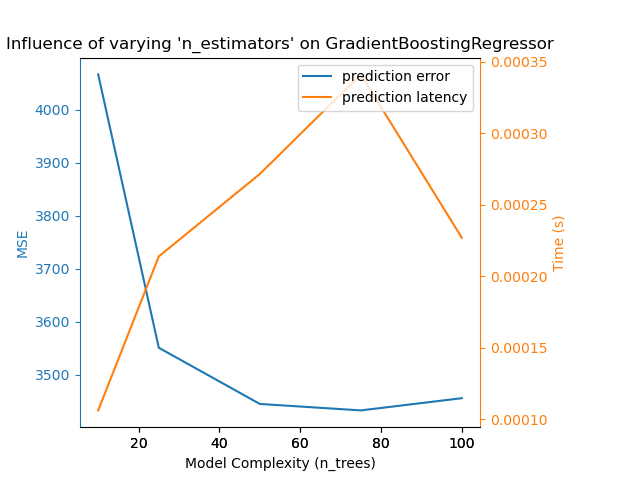 Influence of varying 'n_estimators' on GradientBoostingRegressor
prediction error
prediction latency
4000
3900
3800
3700
3600
3500
MSE
0.00035
0.00030
0.00025
0.00020
0.00015
0.00010
Time (s)
20 40 60 80 100
Model Complexity (n_trees)